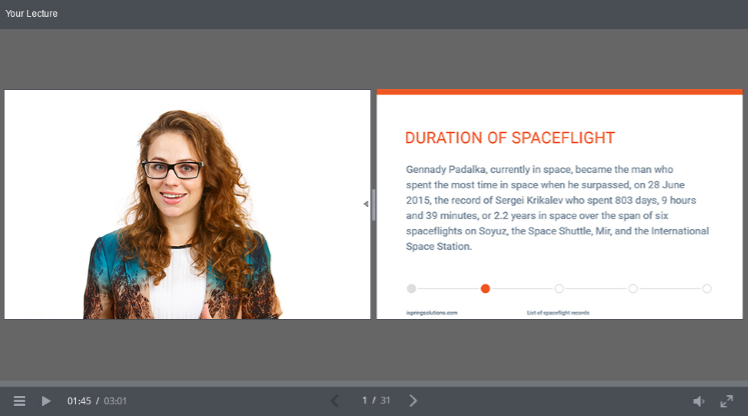 Your Lecture
DURATION OF SPACEFLIGHT
Gennady Padalka, currently in space, became the man who
spent the most time in space when he surpassed, on 28 June
2015, the record of Sergei Krikalev who spent 803 days, 9 hours
and 39 minutes, or 2.2 years in space over the span of six
spaceflights on Soyuz, the Space Shuttle, Mir, and the International
Space Station.
ispringsolutions.com
List of spaceflight records
01:45 / 03:01
1 / 31